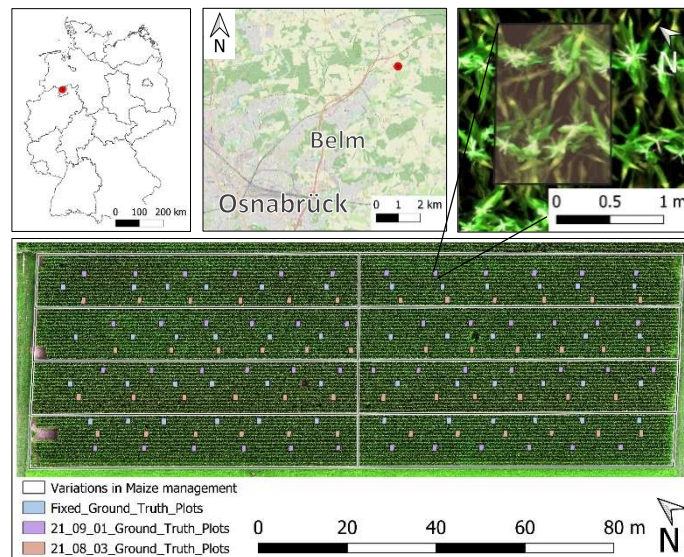 0 100 200 km
N
Belm
Osnabrück
0 1 2 km
N
0 0.5 1 m
Variations in Maize management
Fixed_Ground_Truth_Plots
21_09_01_Ground_Truth_Plots
21_08_03_Ground_Truth_Plots
0 20 40 60 80 m
N